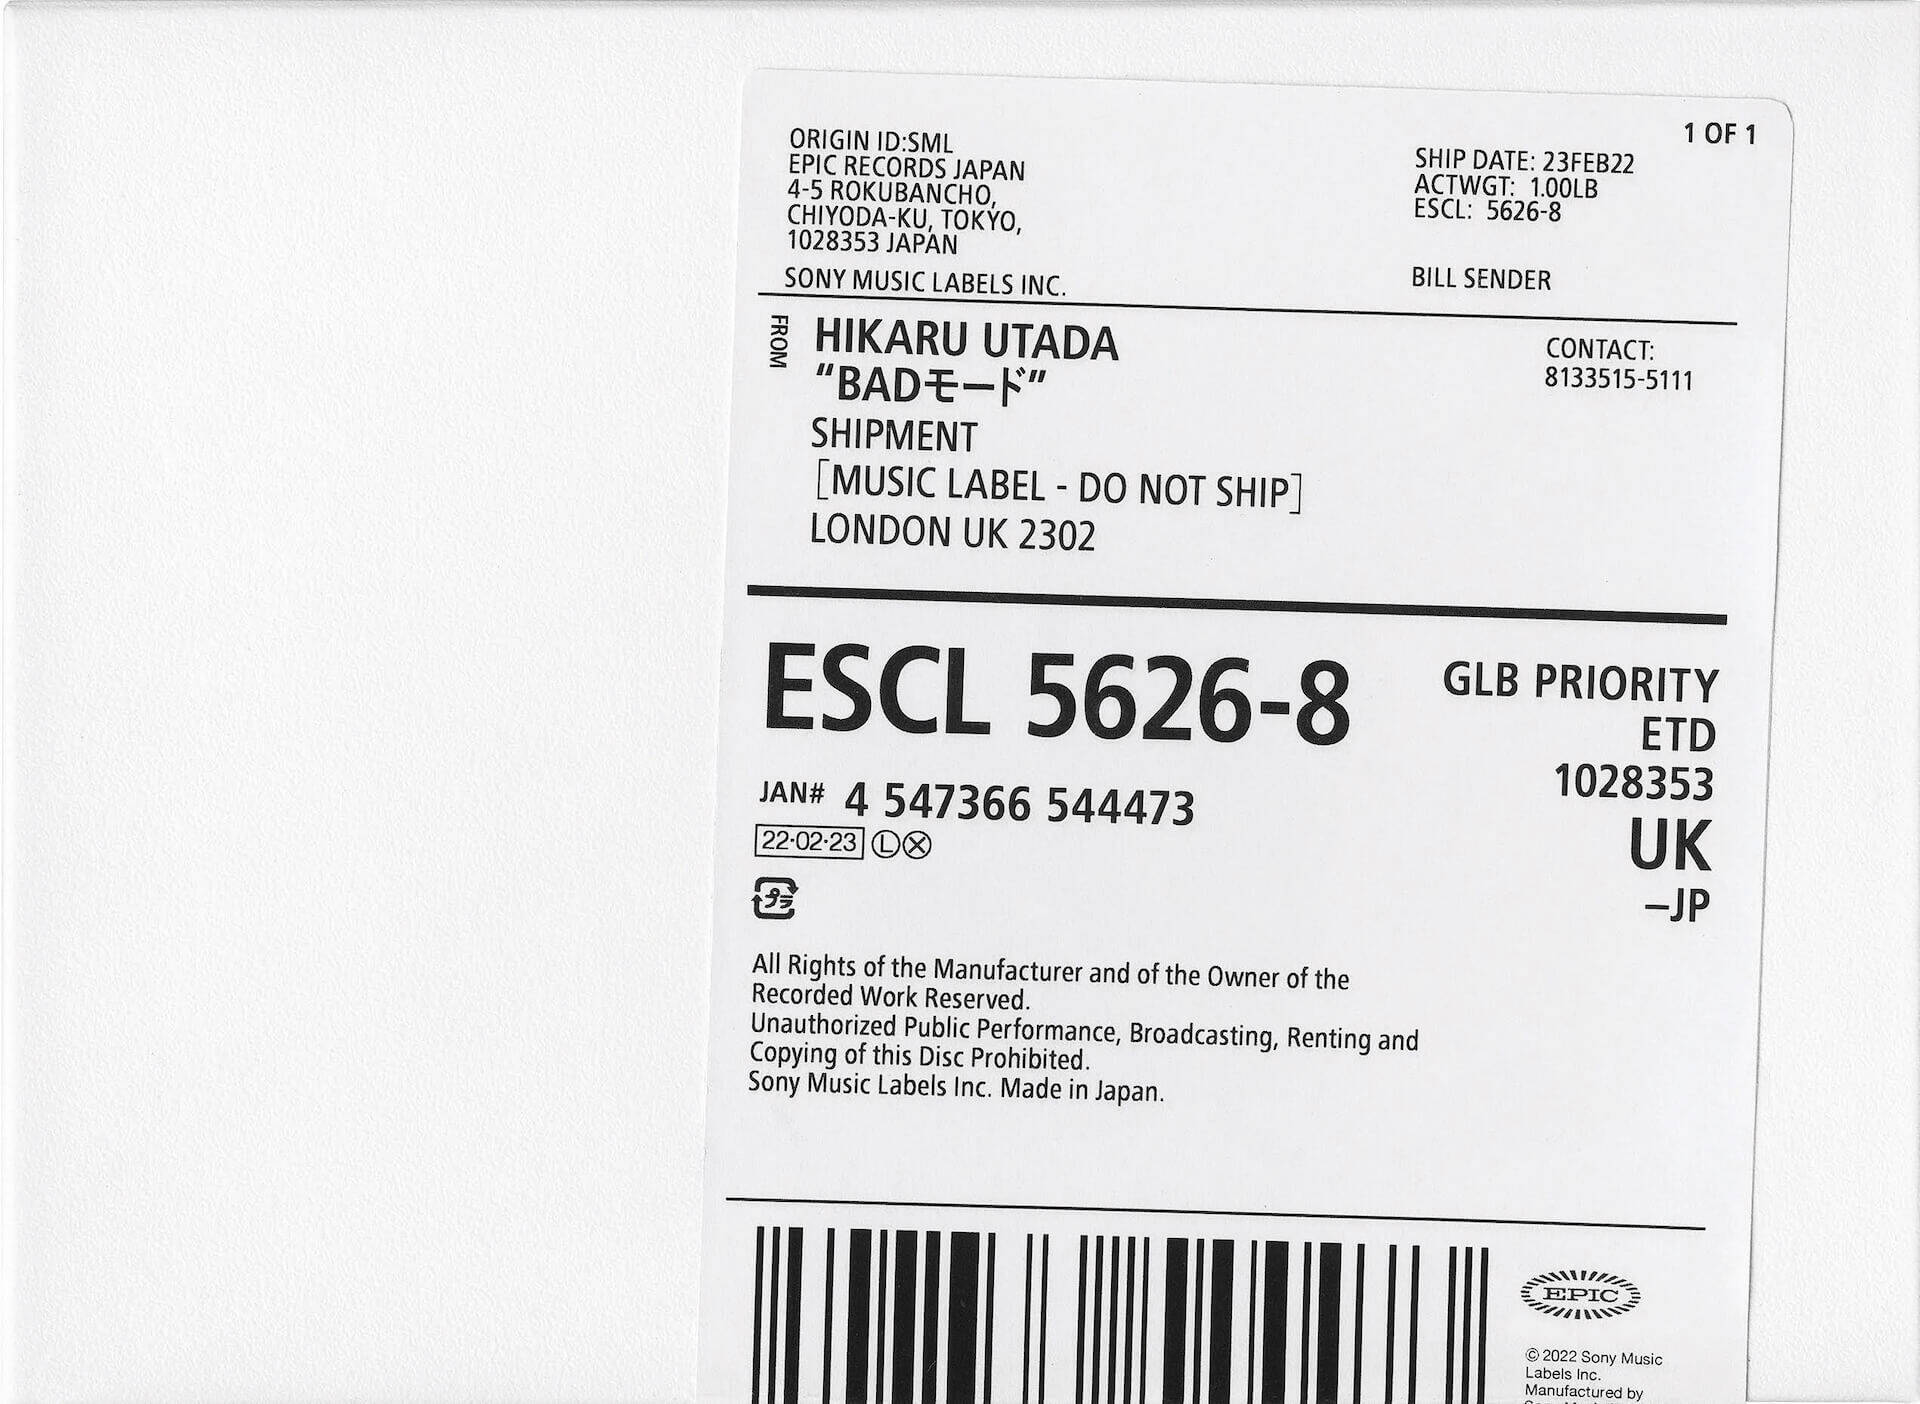 1 OF 1
ORIGIN ID:SML
EPIC RECORDS JAPAN
4-5 ROKUBANCHO,
CHIYODA-KU, TOKYO,
1028353 JAPAN
SONY MUSIC LABELS INC.
SHIP DATE: 23FEB22
ACTWGT: 1.00LB
ESCL: 5626-8
BILL SENDER
FROM
HIKARU UTADA
“BADモード”
SHIPMENT
[MUSIC LABEL - DO NOT SHIP]
LONDON UK 2302
CONTACT:
8133515-5111
ESCL 5626-8
JAN# 4 547366 544473
22·02·23 Ⓛ Ⓧ
プラ
GLB PRIORITY
ETD
1028353
UK
–JP
All Rights of the Manufacturer and of the Owner of the
Recorded Work Reserved.
Unauthorized Public Performance, Broadcasting, Renting and
Copying of this Disc Prohibited.
Sony Music Labels Inc. Made in Japan.
EPIC
© 2022 Sony Music
Labels Inc.
Manufactured by